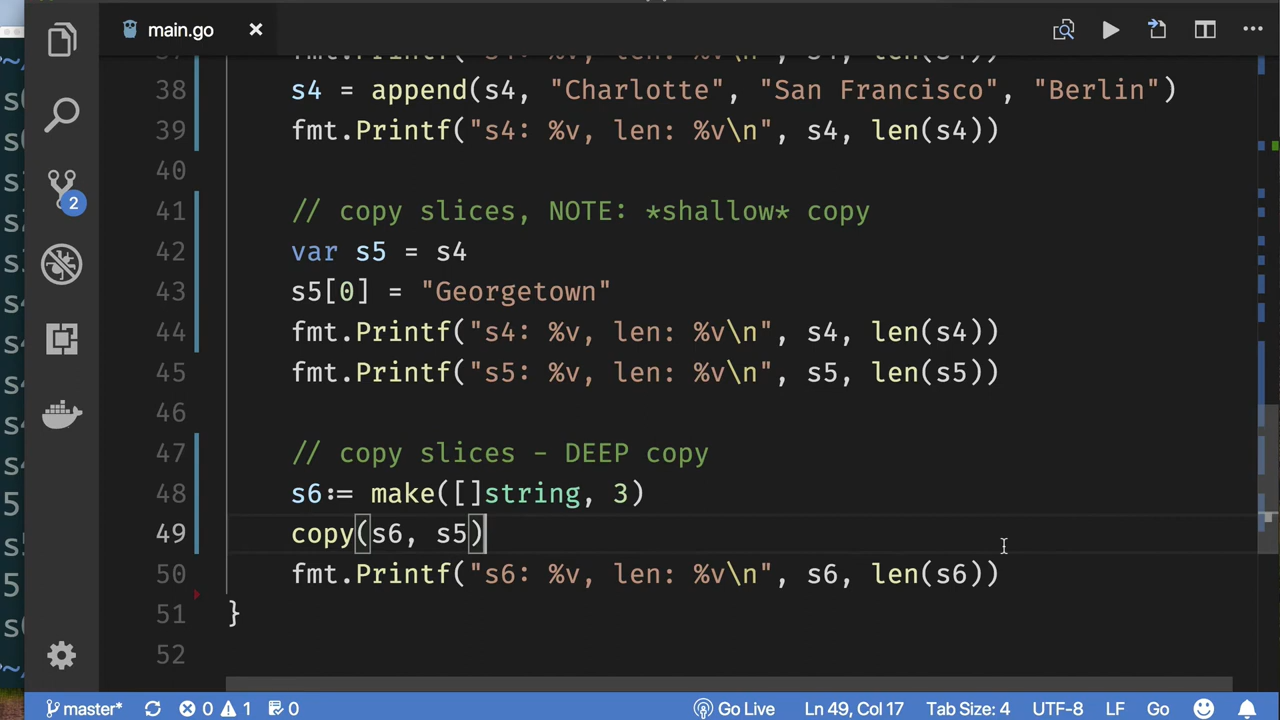 main.go
38 s4 = append(s4, "Charlotte", "San Francisco", "Berlin")
39 fmt.Printf("s4: %v, len: %v\n", s4, len(s4))
40
41 // copy slices, NOTE: *shallow* copy
42 var s5 = s4
43 s5[0] = "Georgetown"
44 fmt.Printf("s4: %v, len: %v\n", s4, len(s4))
45 fmt.Printf("s5: %v, len: %v\n", s5, len(s5))
46
47 // copy slices - DEEP copy
48 s6:= make([]string, 3)
49 copy(s6, s5)
50 fmt.Printf("s6: %v, len: %v\n", s6, len(s6))
51 }
52
2
master* 0 1 0 Go Live Ln 49, Col 17 Tab Size: 4 UTF-8 LF Go